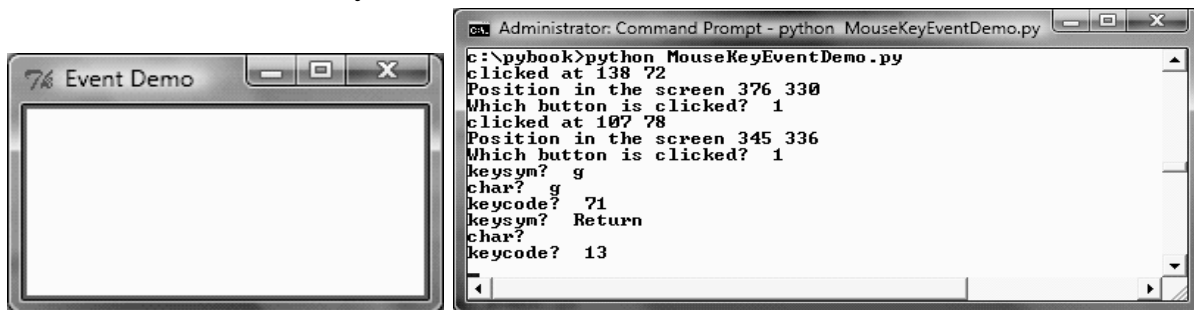 Event Demo
Administrator: Command Prompt - python MouseKeyEventDemo.py
c:\pybook>python MouseKeyEventDemo.py
clicked at 138 72
Position in the screen 376 330
Which button is clicked?  1
clicked at 107 78
Position in the screen 345 336
Which button is clicked?  1
keysym?  g
char?  g
keycode?  71
keysym?  Return
char?
keycode?  13